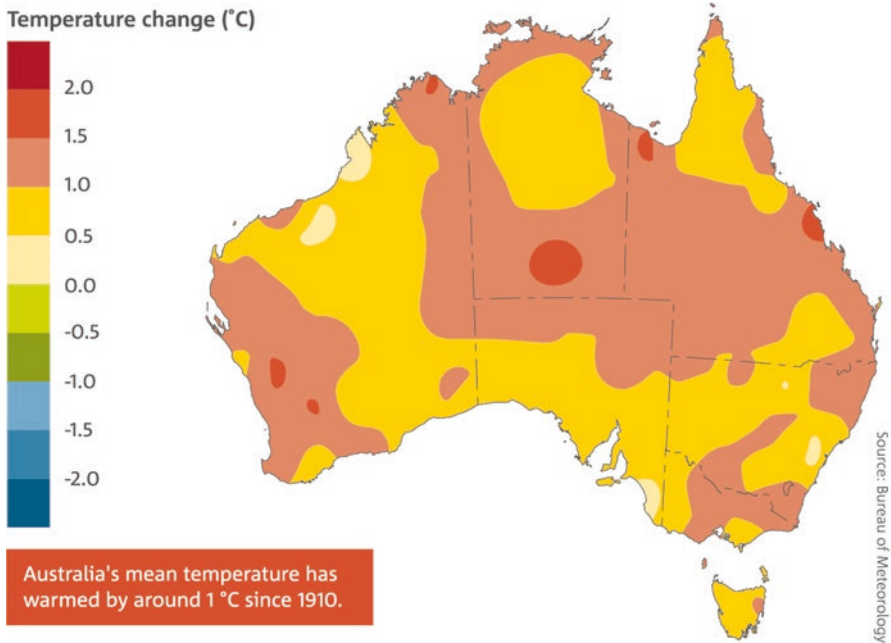 Temperature change (˚C)
2.0
1.5
1.0
0.5
0.0
-0.5
-1.0
-1.5
-2.0
Australia's mean temperature has
warmed by around 1 ˚C since 1910.
Source: Bureau of Meteorology